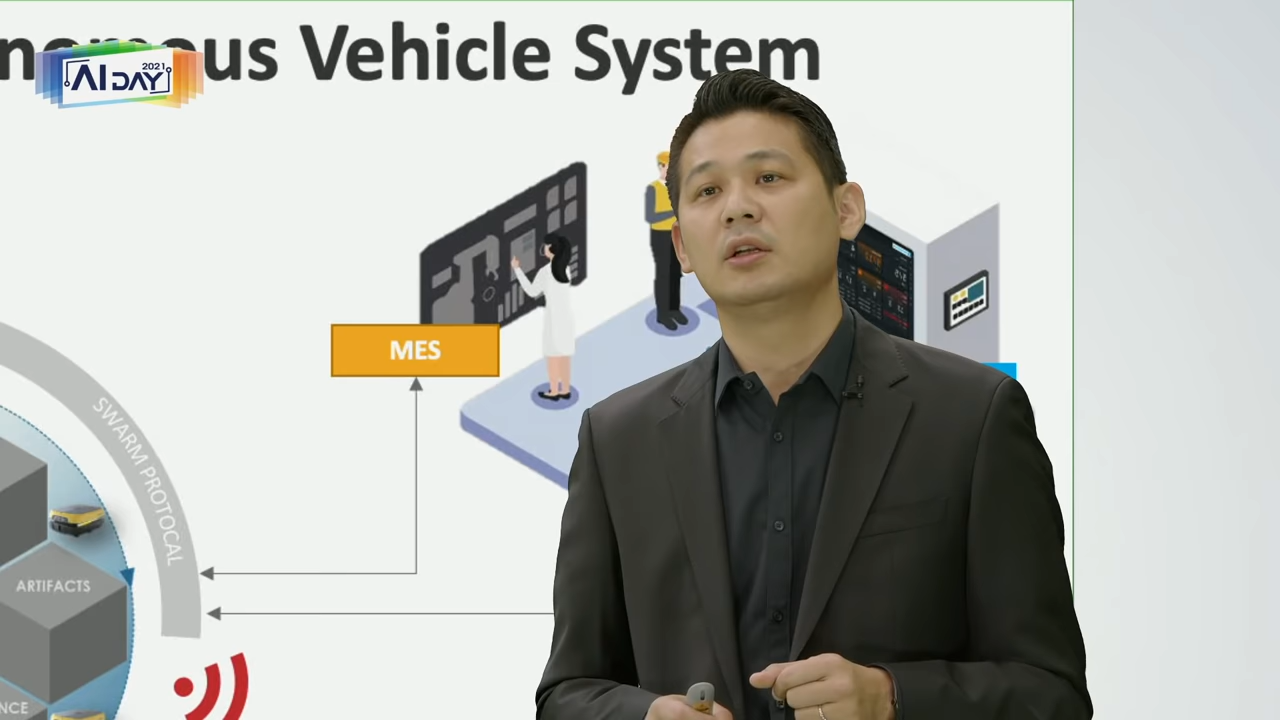 nomous Vehicle System
AI DAY 2021
MES
SWARM PROTOCAL
ARTIFACTS
NCE